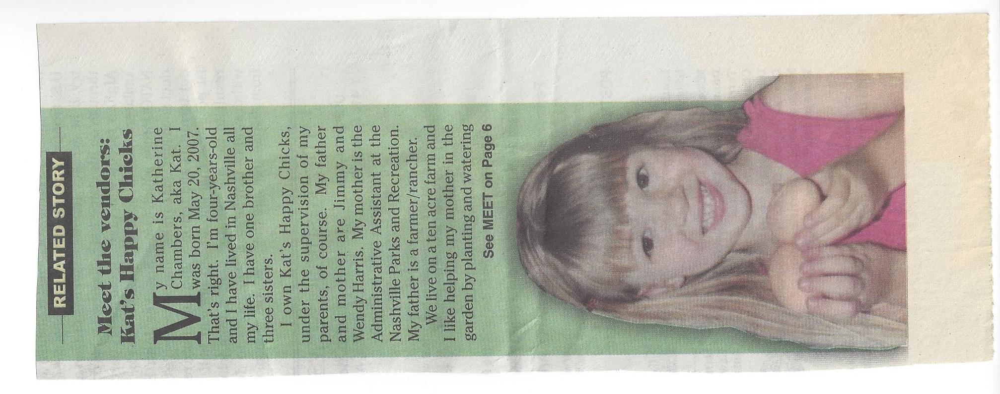 RELATED STORY
Meet the vendors:
Kat's Happy Chicks
My name is Katherine
Chambers, aka Kat. I
was born May 20, 2007.
That's right. I'm four-years-old
and I have lived in Nashville all
my life. I have one brother and
three sisters.
I own Kat's Happy Chicks,
under the supervision of my
parents, of course. My father
and mother are Jimmy and
Wendy Harris. My mother is the
Administrative Assistant at the
Nashville Parks and Recreation.
My father is a farmer/rancher.
We live on a ten acre farm and
I like helping my mother in the
garden by planting and watering
See MEET on Page 6